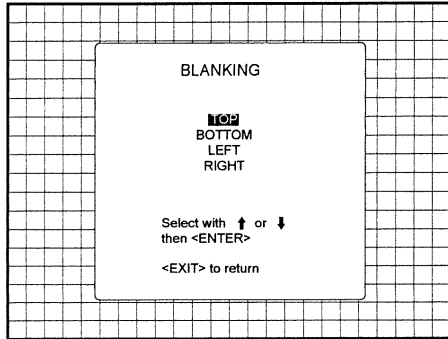 BLANKING
TOP
BOTTOM
LEFT
RIGHT
Select with ⬆ or ⬇
then <ENTER>
<EXIT> to return